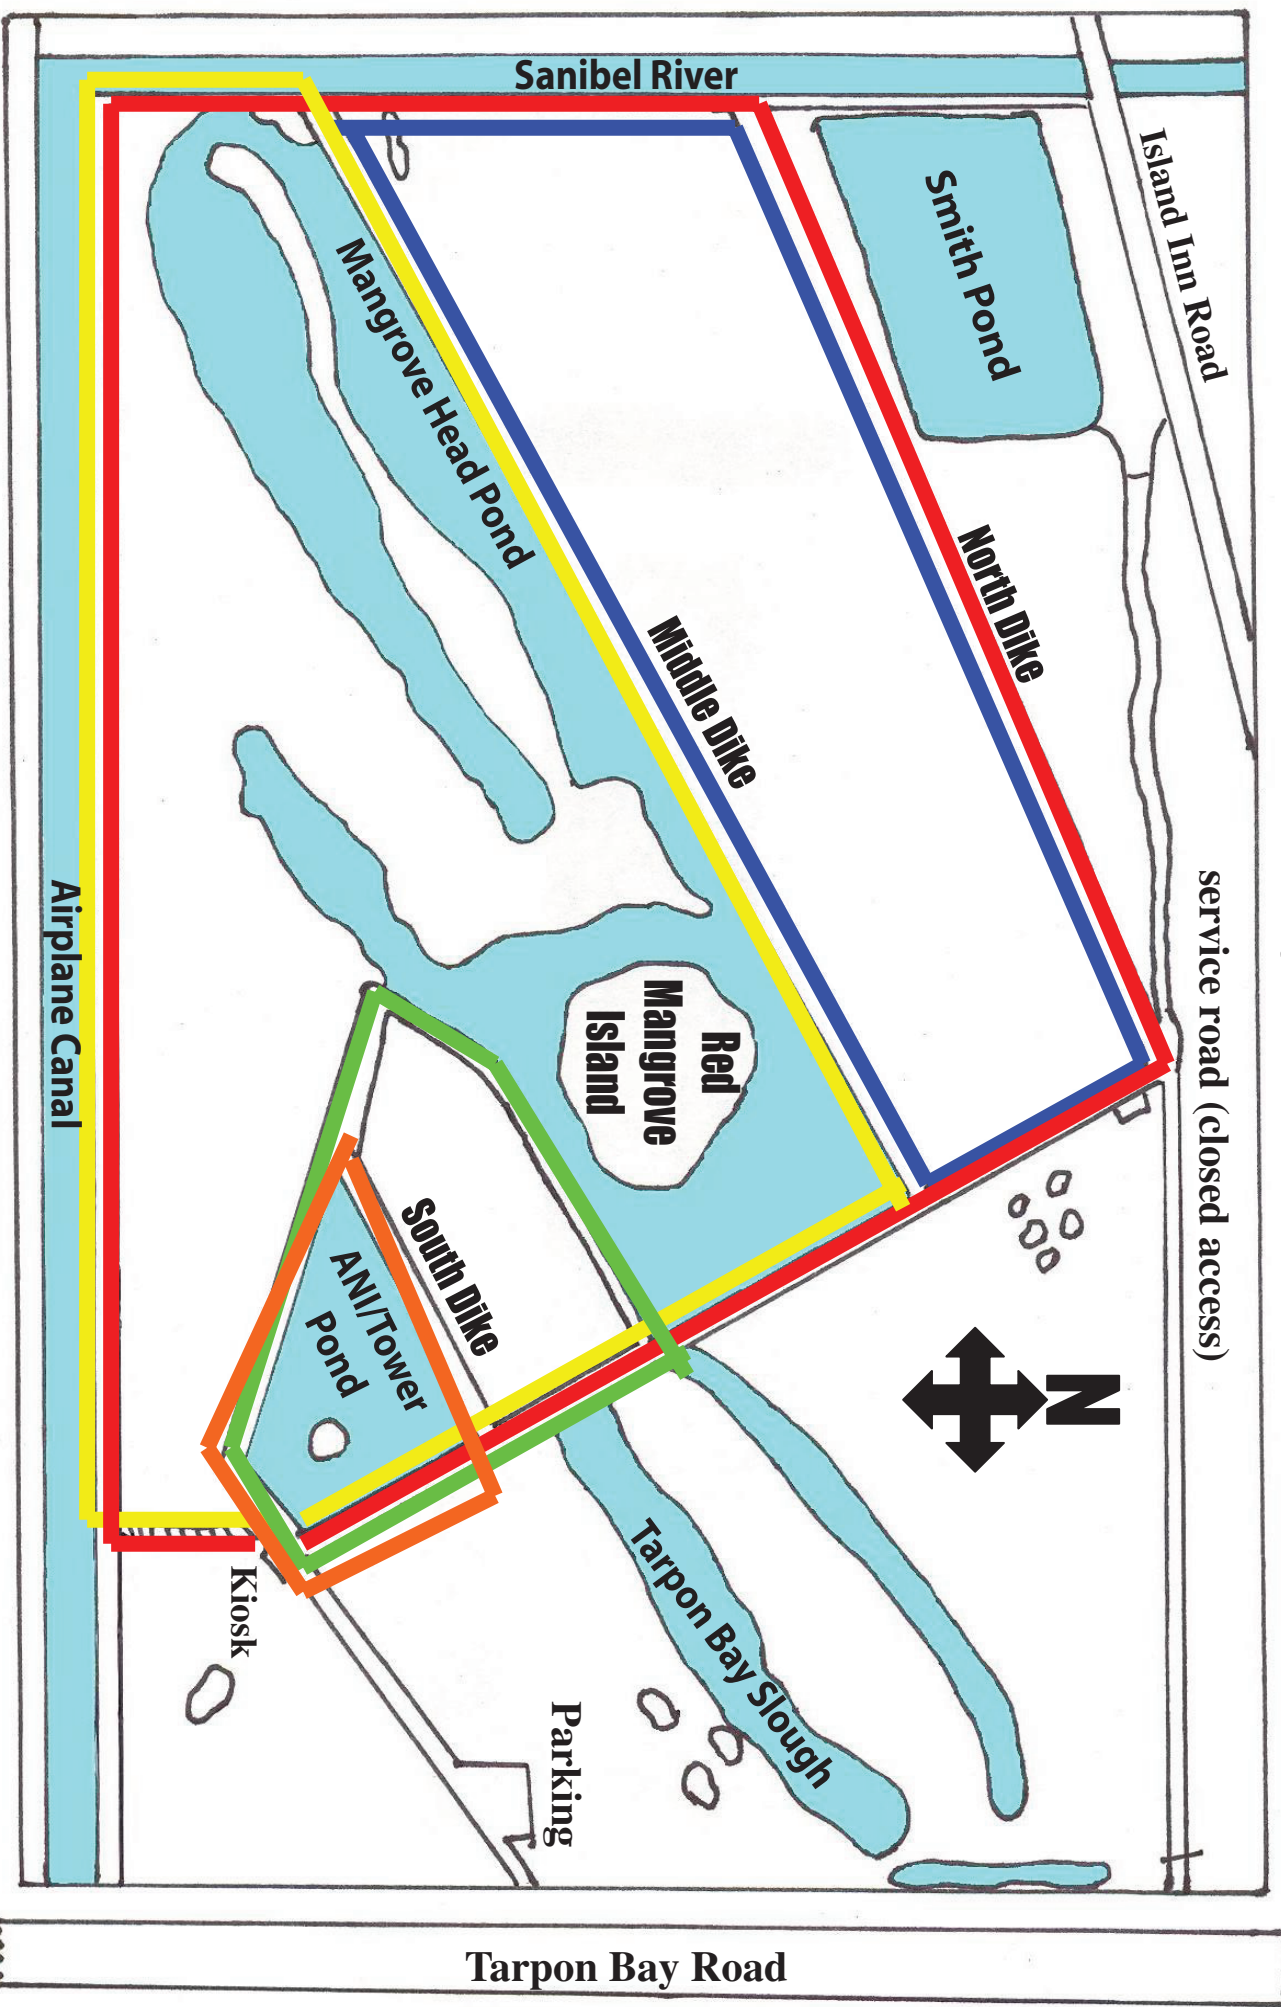 Sanibel River
Island Inn Road
Smith Pond
Mangrove Head Pond
North Dike
Middle Dike
service road (closed access)
Airplane Canal
Red
Mangrove
Island
South Dike
ANI/Tower
Pond
N
Tarpon Bay Slough
Kiosk
Parking
Tarpon Bay Road